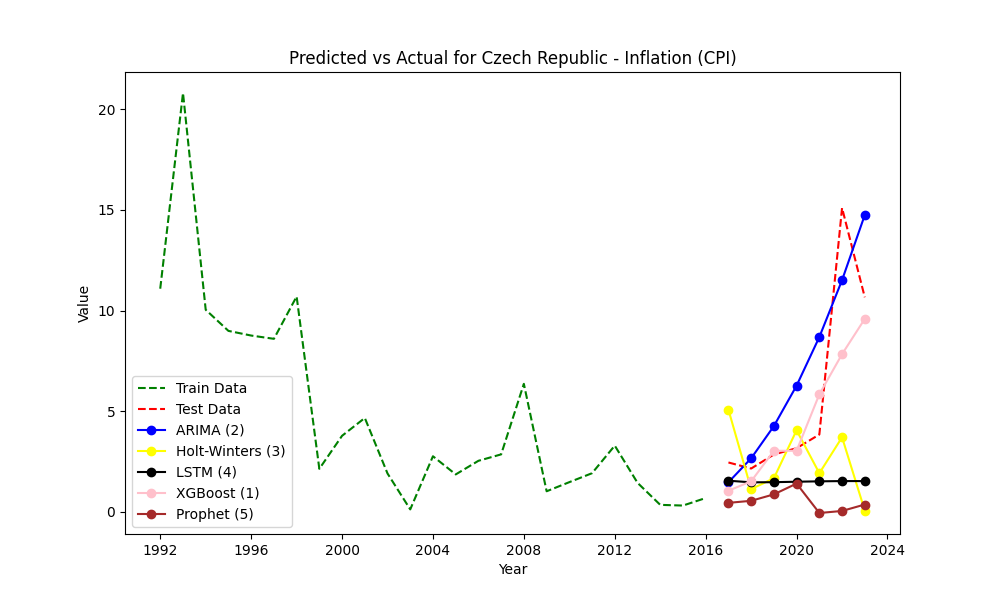 Predicted vs Actual for Czech Republic - Inflation (CPI)
Value
20
15
10
5
0
Train Data
Test Data
ARIMA (2)
Holt-Winters (3)
LSTM (4)
XGBoost (1)
Prophet (5)
1992 1996 2000 2004 2008 2012 2016 2020 2024
Year